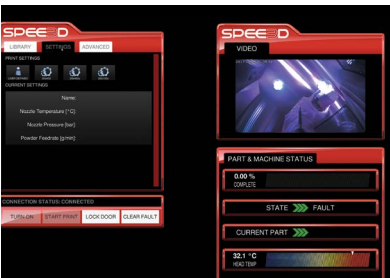 SPEE3D
LIBRARY SETTINGS ADVANCED
PRINT SETTINGS
CURRENT SETTINGS
Name:
Nozzle Temperature [°C]:
Nozzle Pressure [bar]:
Powder Feedrate [g/min]:
CONNECTION STATUS: CONNECTED
TURN ON START PRINT LOCK DOOR CLEAR FAULT
SPEE3D
VIDEO
PART & MACHINE STATUS
0.00 %
COMPLETE
STATE FAULT
CURRENT PART
32.1 °C
HEAD TEMP